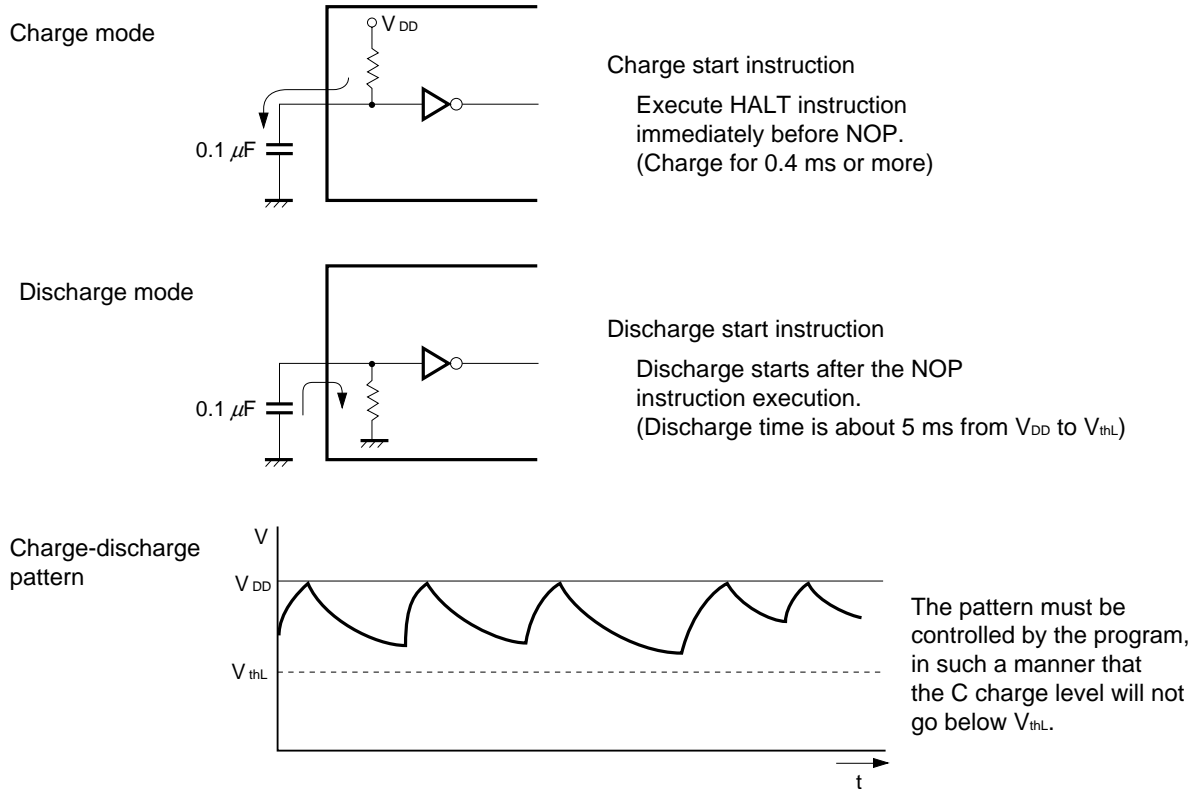 Charge mode
V DD
0.1 μF
Charge start instruction
Execute HALT instruction
immediately before NOP.
(Charge for 0.4 ms or more)
Discharge mode
0.1 μF
Discharge start instruction
Discharge starts after the NOP
instruction execution.
(Discharge time is about 5 ms from VDD to VthL)
Charge-discharge
pattern
V
V DD
V thL
t
The pattern must be
controlled by the program,
in such a manner that
the C charge level will not
go below VthL.